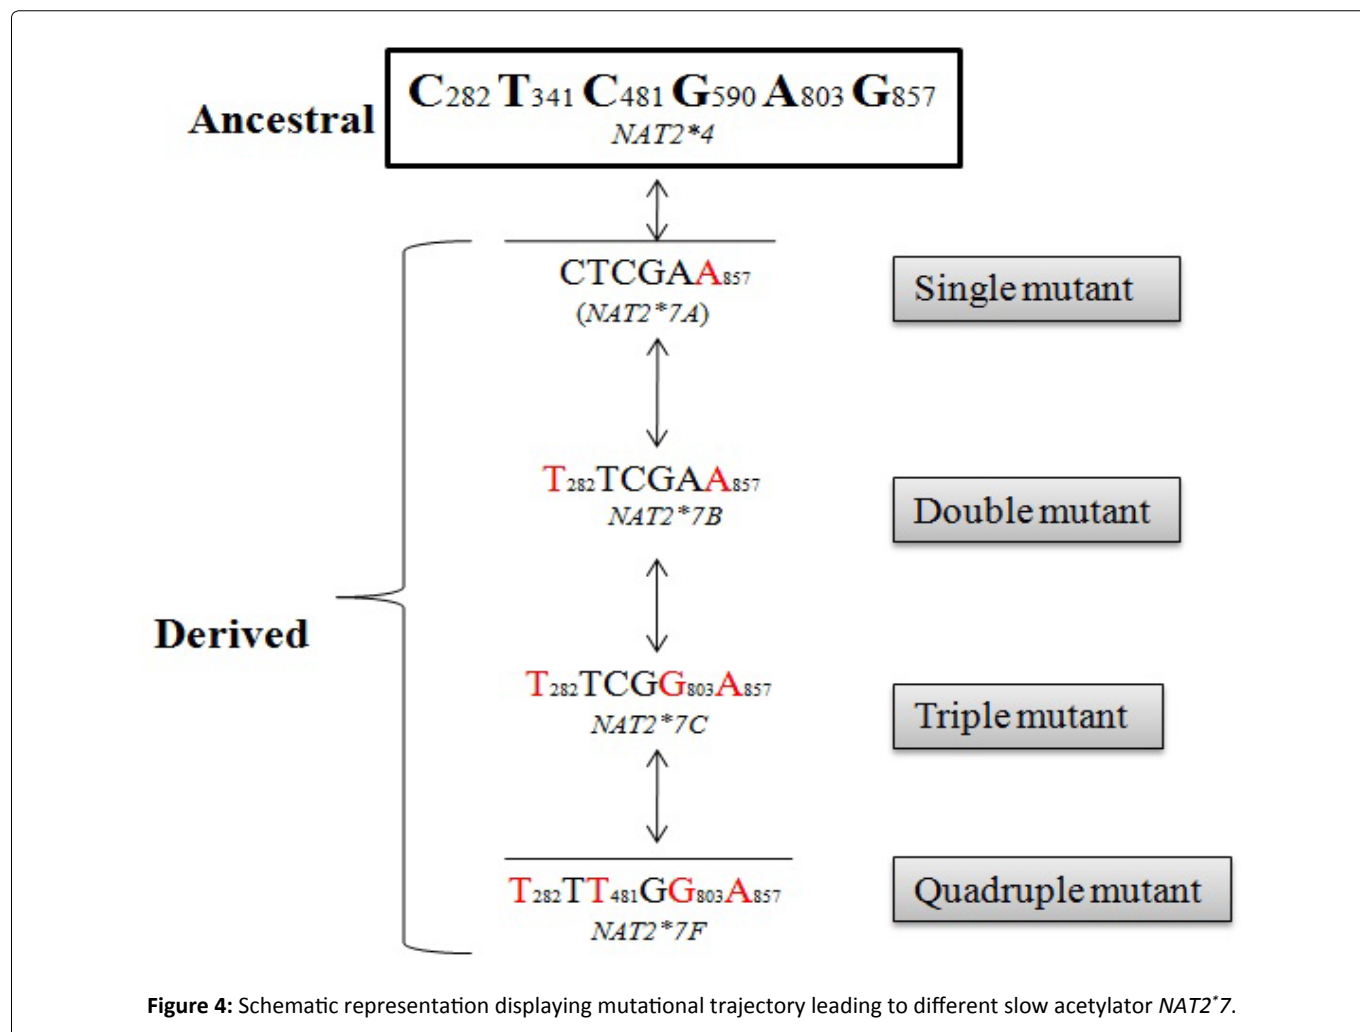 C282 T341 C481 G590 A803 G857
Ancestral
NAT2*4
CTCGAA857
(NAT2*7A)
Single mutant
T282TCGAA857
NAT2*7B
Double mutant
Derived
T282TCGG803A857
NAT2*7C
Triple mutant
T282TT481GG803A857
NAT2*7F
Quadruple mutant
Figure 4: Schematic representation displaying mutational trajectory leading to different slow acetylator NAT2*7.